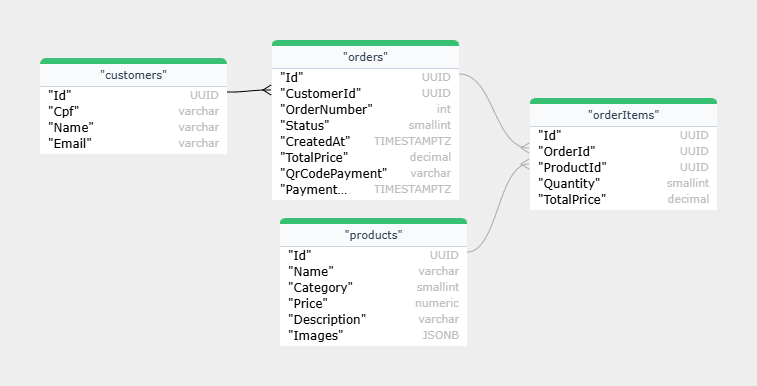 "customers"
"Id" UUID
"Cpf" varchar
"Name" varchar
"Email" varchar
"orders"
"Id" UUID
"CustomerId" UUID
"OrderNumber" int
"Status" smallint
"CreatedAt" TIMESTAMPTZ
"TotalPrice" decimal
"QrCodePayment" varchar
"Payment... TIMESTAMPTZ
"products"
"Id" UUID
"Name" varchar
"Category" smallint
"Price" numeric
"Description" varchar
"Images" JSONB
"orderItems"
"Id" UUID
"OrderId" UUID
"ProductId" UUID
"Quantity" smallint
"TotalPrice" decimal